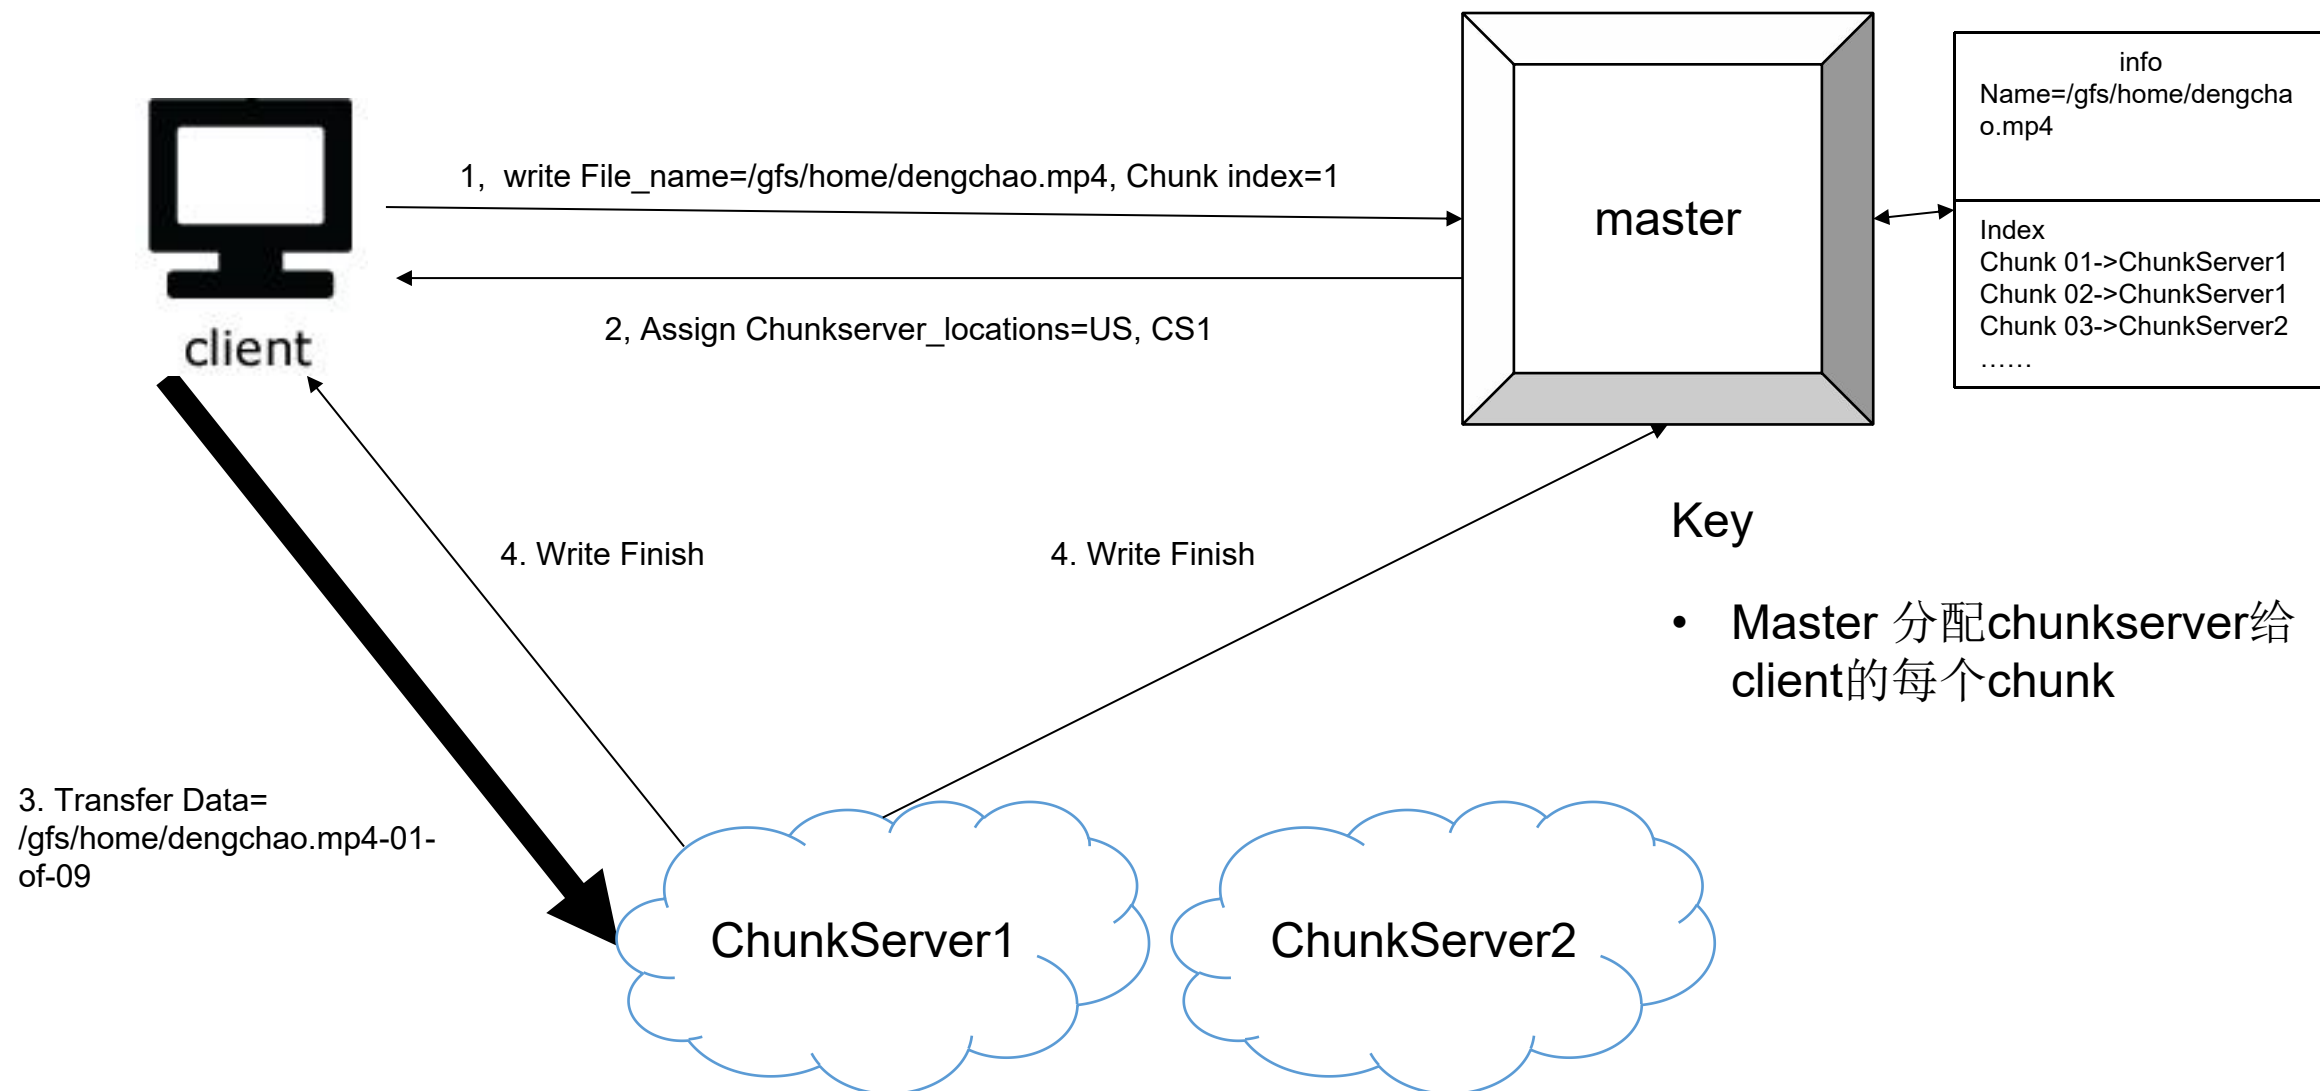 info
Name=/gfs/home/dengcha
o.mp4
1,  write File_name=/gfs/home/dengchao.mp4, Chunk index=1
master
Index
Chunk 01->ChunkServer1
Chunk 02->ChunkServer1
Chunk 03->ChunkServer2
……
2, Assign Chunkserver_locations=US, CS1
client
Key
4. Write Finish
4. Write Finish
• Master 分配chunkserver给
client的每个chunk
3. Transfer Data=
/gfs/home/dengchao.mp4-01-
of-09
ChunkServer1
ChunkServer2